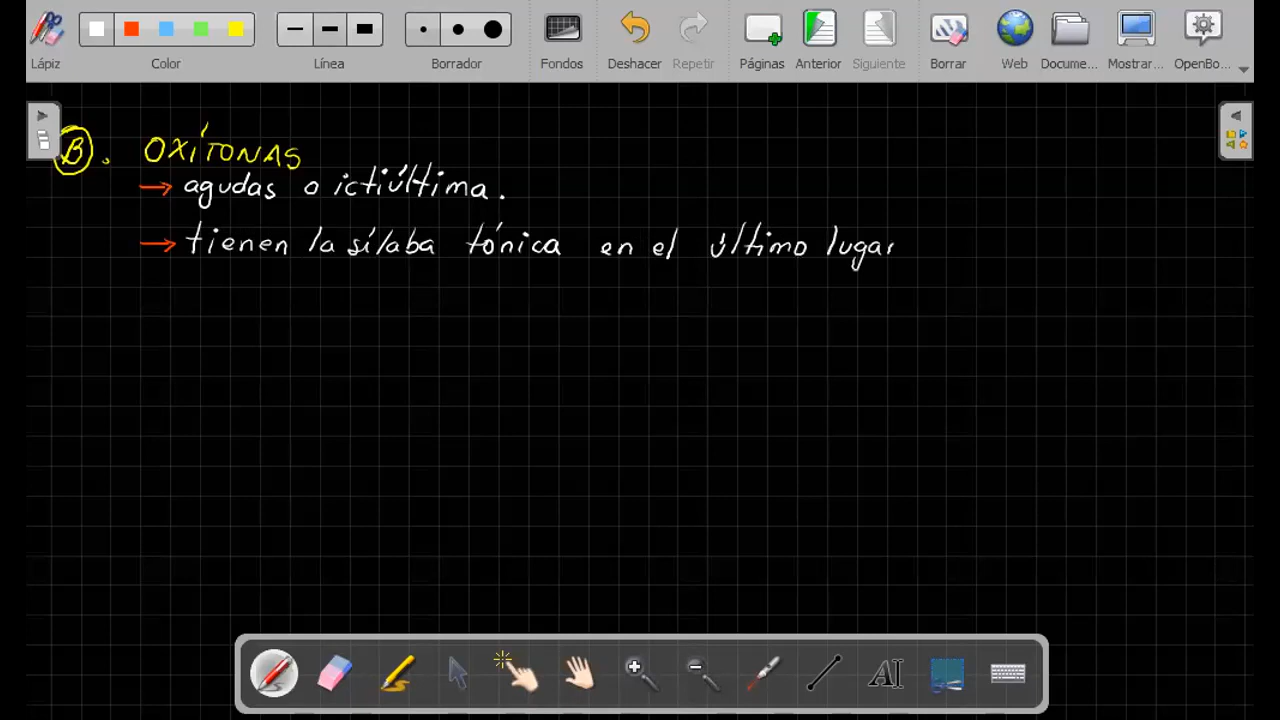 Lápiz Color Línea Borrador Fondos Deshacer Repetir Páginas Anterior Siguiente Borrar Web Docume... Mostrar... OpenBo...
B. OXÍTONAS
→ agudas o ictiúltima.
→ tienen la sílaba tónica en el último lugar
AI